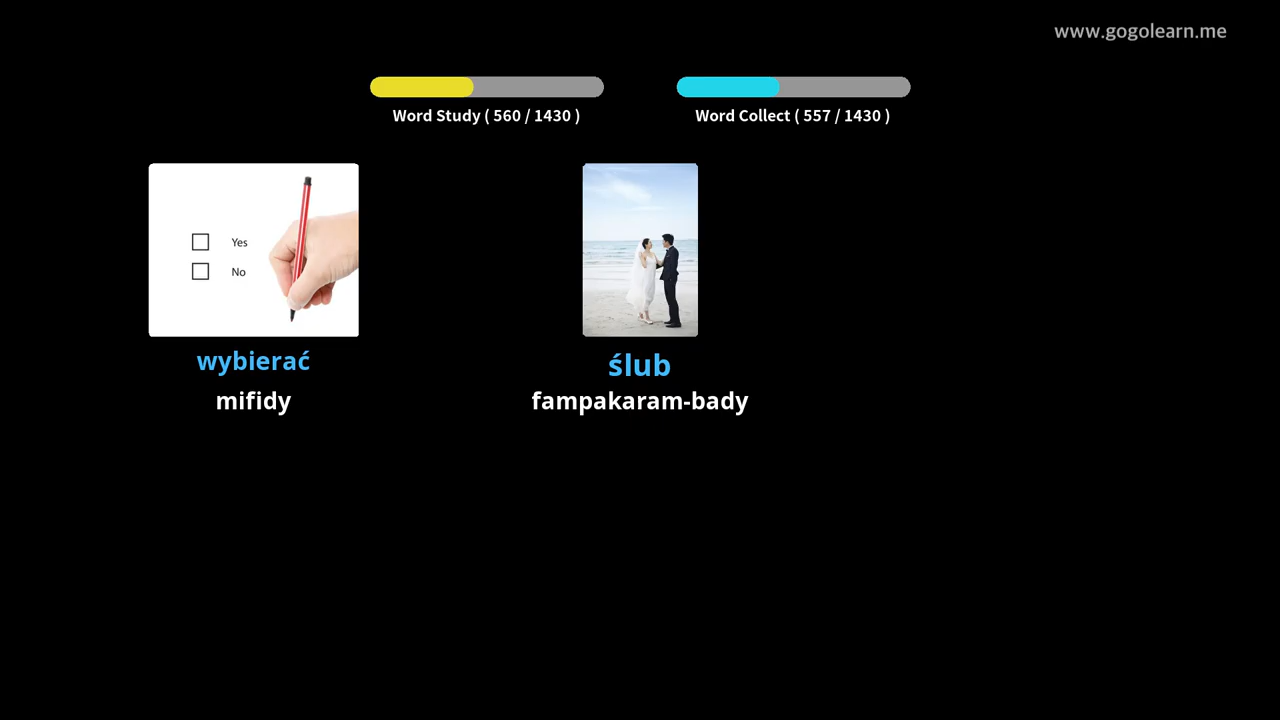 www.gogolearn.me
Word Study ( 560 / 1430 )
Word Collect ( 557 / 1430 )
Yes
No
wybierać
mifidy
ślub
fampakaram-bady